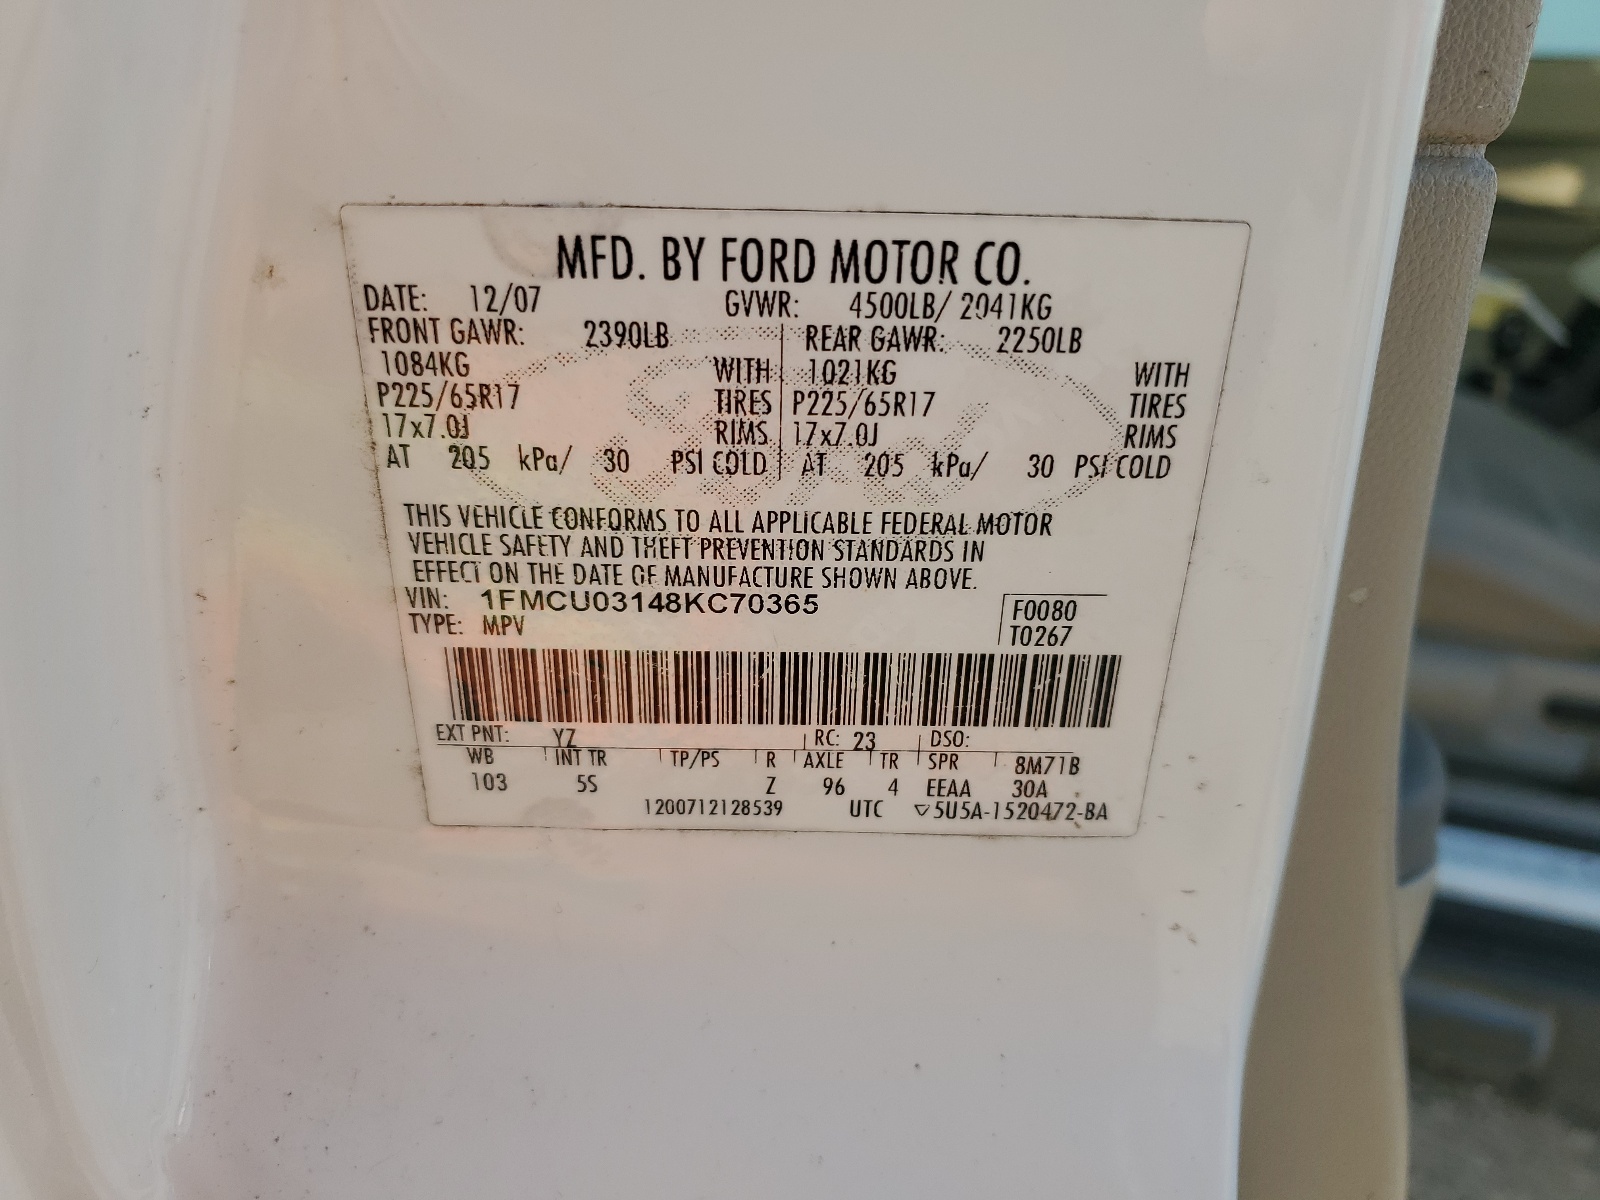 MFD. BY FORD MOTOR CO.
DATE: 12/07 GVWR: 4500LB/ 2041KG
FRONT GAWR: 2390LB REAR GAWR: 2250LB
1084KG WITH 1021KG WITH
P225/65R17 TIRES P225/65R17 TIRES
17x7.0J RIMS 17x7.0J RIMS
AT 205 kPa/ 30 PSI COLD AT 205 kPa/ 30 PSI COLD
THIS VEHICLE CONFORMS TO ALL APPLICABLE FEDERAL MOTOR
VEHICLE SAFETY AND THEFT PREVENTION STANDARDS IN
EFFECT ON THE DATE OF MANUFACTURE SHOWN ABOVE.
VIN: 1FMCU03148KC70365 F0080
TYPE: MPV T0267
EXT PNT: YZ RC: 23 DSO:
WB INT TR TP/PS R AXLE TR SPR 8M71B
103 5S Z 96 4 EEAA 30A
1200712128539 UTC ▽5U5A-1520472-BA